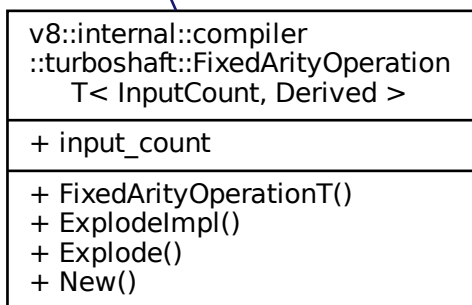 v8::internal::compiler
::turboshaft::FixedArityOperation
T< InputCount, Derived >
+ input_count
+ FixedArityOperationT()
+ ExplodeImpl()
+ Explode()
+ New()